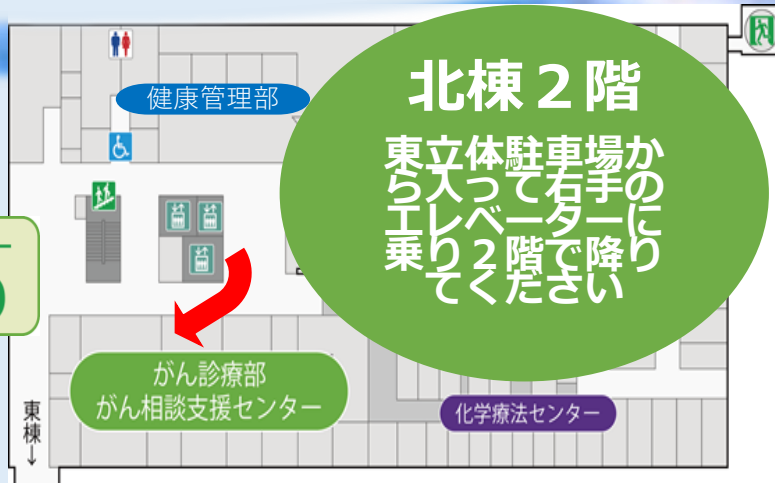 北棟２階
東立体駐車場か
ら入って右手の
エレベーターに
乗り２階で降り
てください
健康管理部
ー
がん診療部
がん相談支援センター
化学療法センター
東棟↓